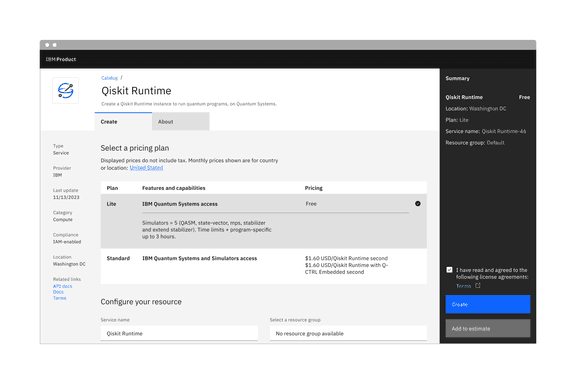 IBM Product
Catalog /
Qiskit Runtime
Create a Qiskit Runtime instance to run quantum programs, on Quantum Systems.
Create
About
Type
Service
Provider
IBM
Last update
11/13/2023
Category
Compute
Compliance
IAM-enabled
Location
Washington DC
Related links
API docs
Docs
Terms
Select a pricing plan
Displayed prices do not include tax. Monthly prices shown are for country
or location:
Plan
Features and capabilities
Pricing
Lite
IBM Quantum Systems access
Free
Simulators = 5 (QASM, state-vector, mps, stabilizer
and extend stabilizer). Time limits • program-specific
up to 3 hours.
Standard
IBM Quantum Systems and Simulators access
$1.60 USD/Qiskit Runtime second
$1.60 USD/Qiskit Runtime with Q-
CTRL Embedded second
Configure your resource
Service name
Qiskit Runtime
Select a resource group
No resource group available
Summary
Qiskit Runtime
Free
Location: Washington DC
Plan: Lite
Service name: Qiskit Runtime-46
Resource group: Default
I have read and agreed to the
following license agreements:
Terms
Create
Add to estimate